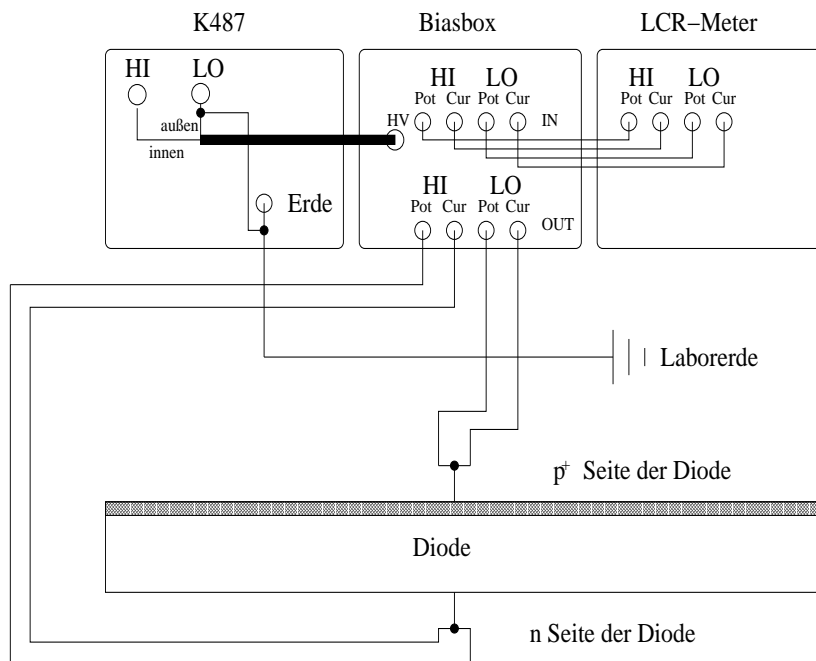 K487 Biasbox LCR–Meter
HI LO HI LO HI LO
Pot Cur Pot Cur Pot Cur Pot Cur
außen HV IN
innen
HI LO
Erde Pot Cur Pot Cur
OUT
Laborerde
p+ Seite der Diode
Diode
n Seite der Diode